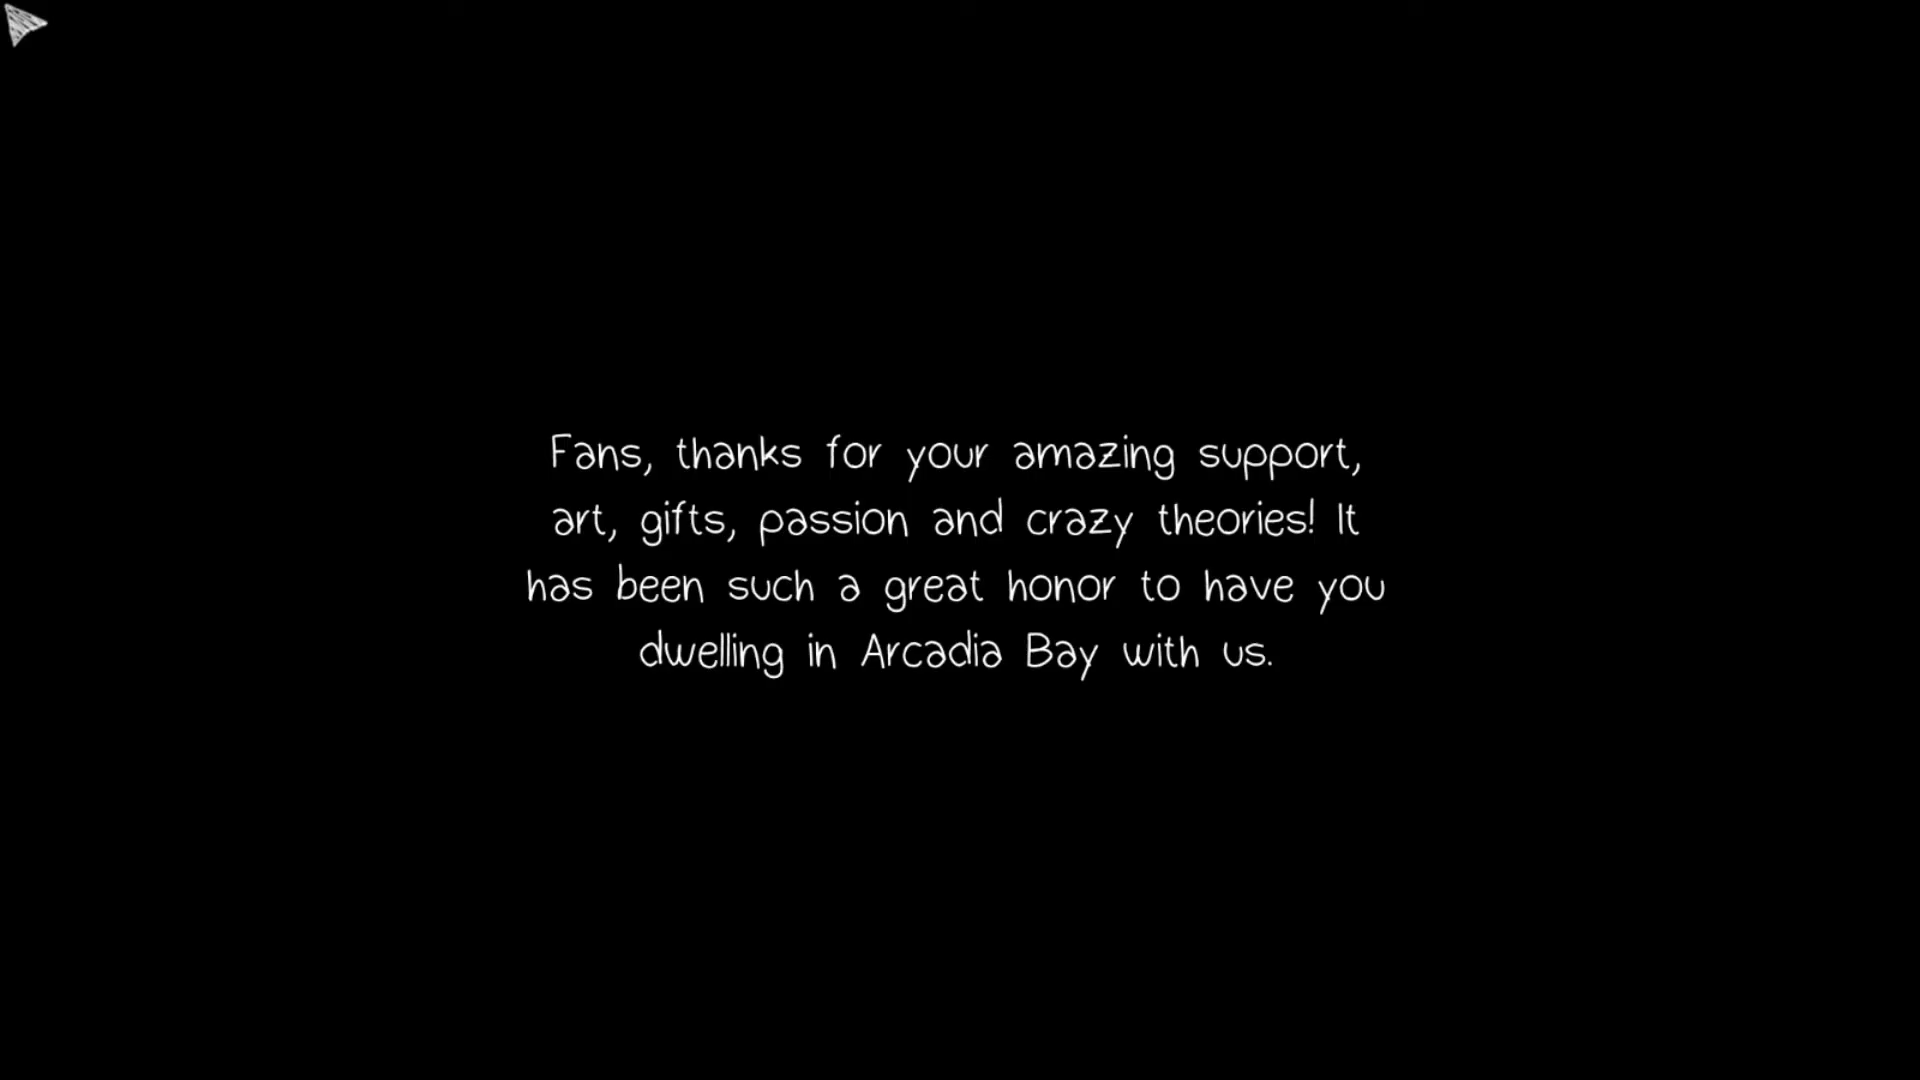 Fans, thanks for your amazing support,
art, gifts, passion and crazy theories! It
has been such a great honor to have you
dwelling in Arcadia Bay with us.